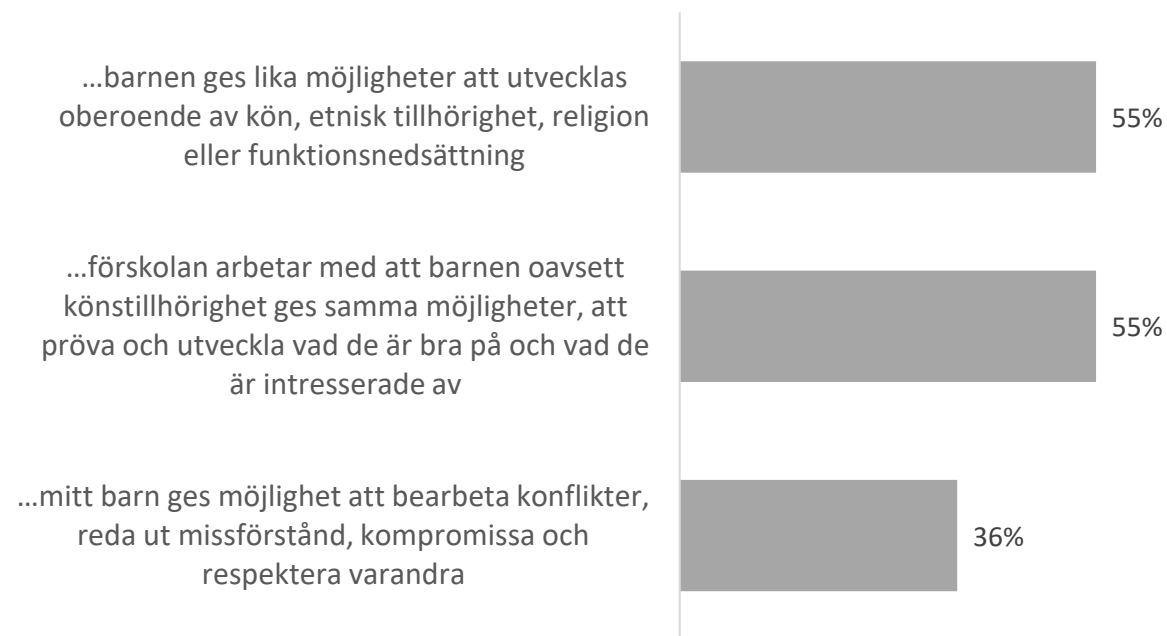 …barnen ges lika möjligheter att utvecklas
oberoende av kön, etnisk tillhörighet, religion
eller funktionsnedsättning
55%
…förskolan arbetar med att barnen oavsett
könstillhörighet ges samma möjligheter, att
pröva och utveckla vad de är bra på och vad de
är intresserade av
55%
…mitt barn ges möjlighet att bearbeta konflikter,
reda ut missförstånd, kompromissa och
respektera varandra
36%